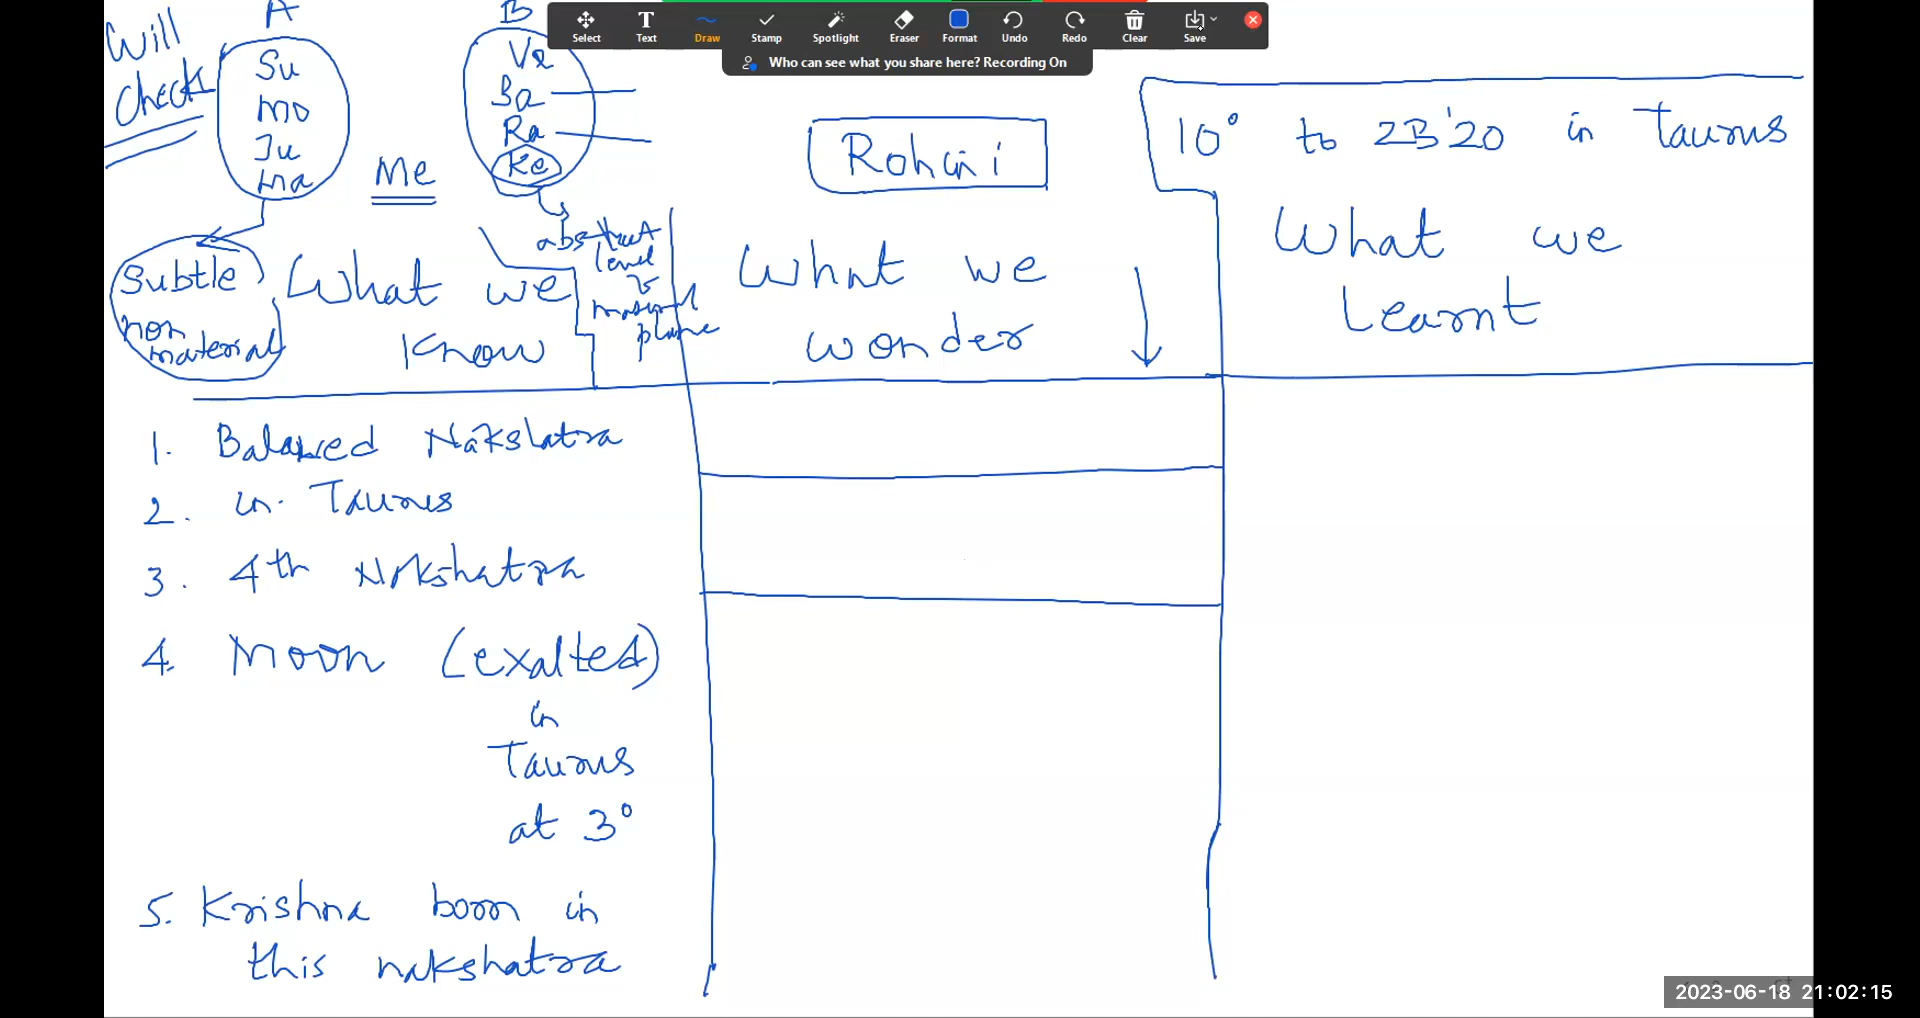 Select Text Draw Stamp Spotlight Eraser Format Undo Redo Clear Save
Who can see what you share here? Recording On
Will
check
A
Su
Mo
Ju
Ma
Me
B
Ve
Sa
Ra
Ke
Rohini
10° to 23'20 in Taurus
Subtle
non
material
abstract
level
material
plane
What we
Know
What we
wonder
What we
Learnt
1. Balanced Nakshatra
2. in Taurus
3. 4th Nakshatra
4. Moon (exalted)
in
Taurus
at 3°
5. Krishna born in
this nakshatra
2023-06-18 21:02:15